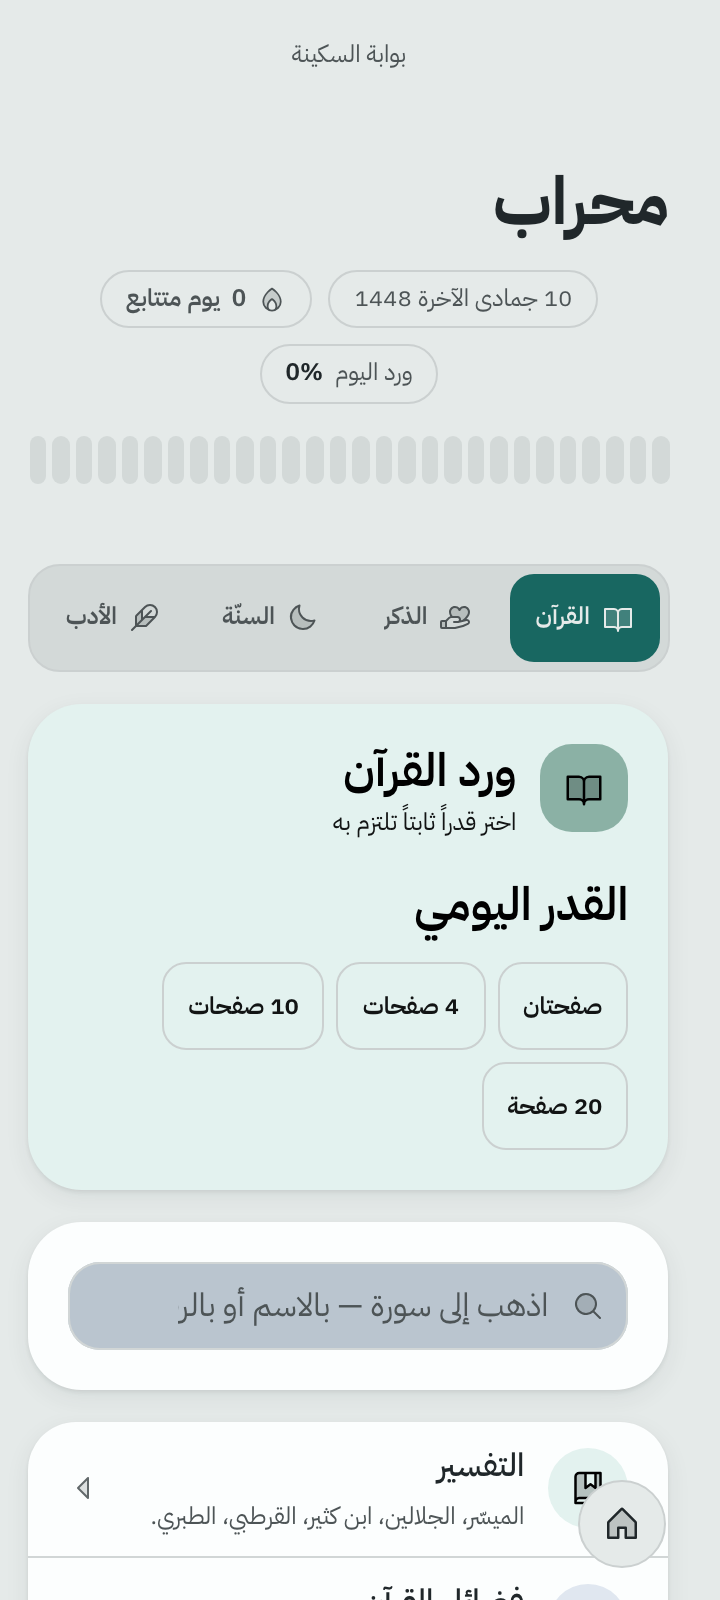 بوابة السكينة
محراب
10 جمادى الآخرة 1448
0 يوم متتابع
ورد اليوم 0%
القرآن
الذكر
السنّة
الأدب
ورد القرآن
اختر قدراً ثابتاً تلتزم به
القدر اليومي
صفحتان
4 صفحات
10 صفحات
20 صفحة
اذهب إلى سورة — بالاسم أو
التفسير
الميسّر، الجلالين، ابن كثير، القرطبي، الطبري.
فضائل القرآن